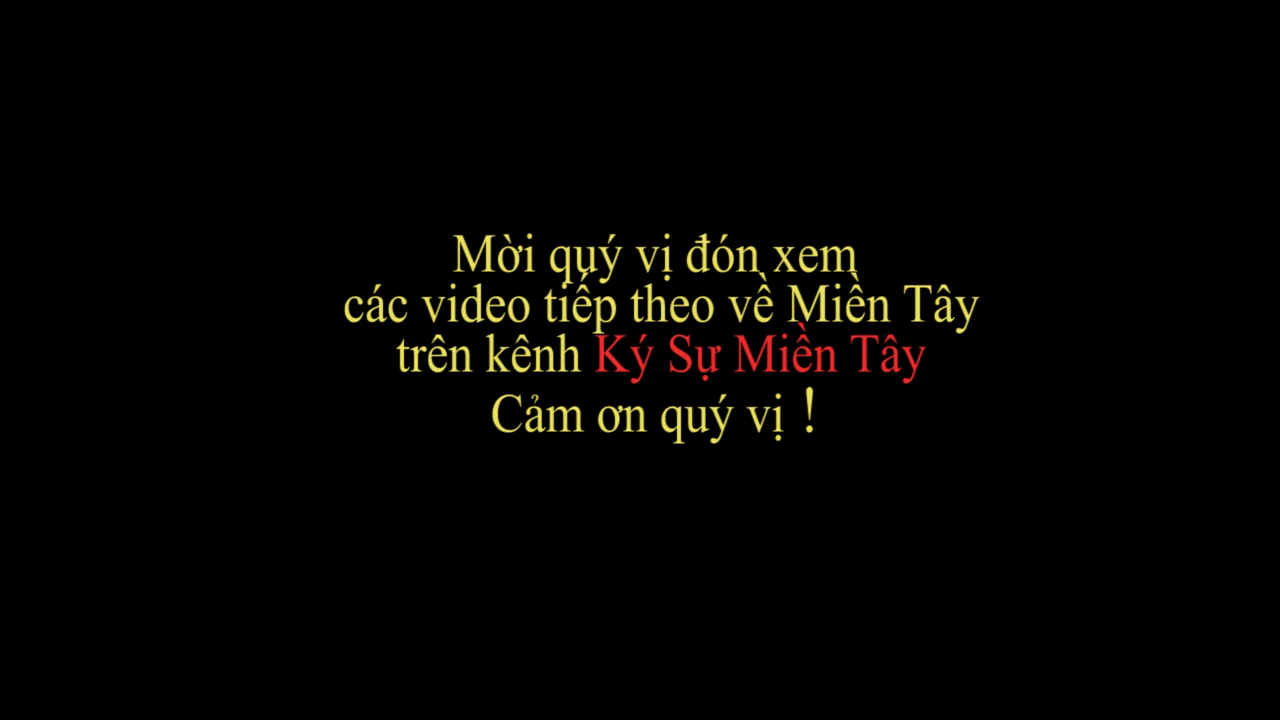 Mời quý vị đón xem
các video tiếp theo về Miền Tây
trên kênh Ký Sự Miền Tây
Cảm ơn quý vị !